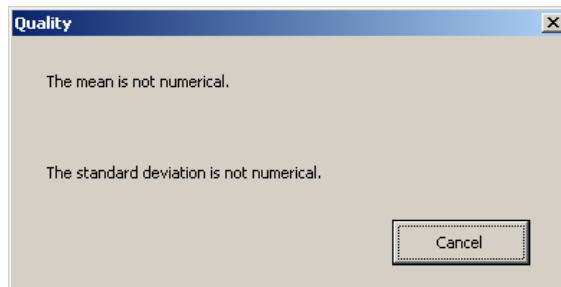 Quality
The mean is not numerical.
The standard deviation is not numerical.
Cancel